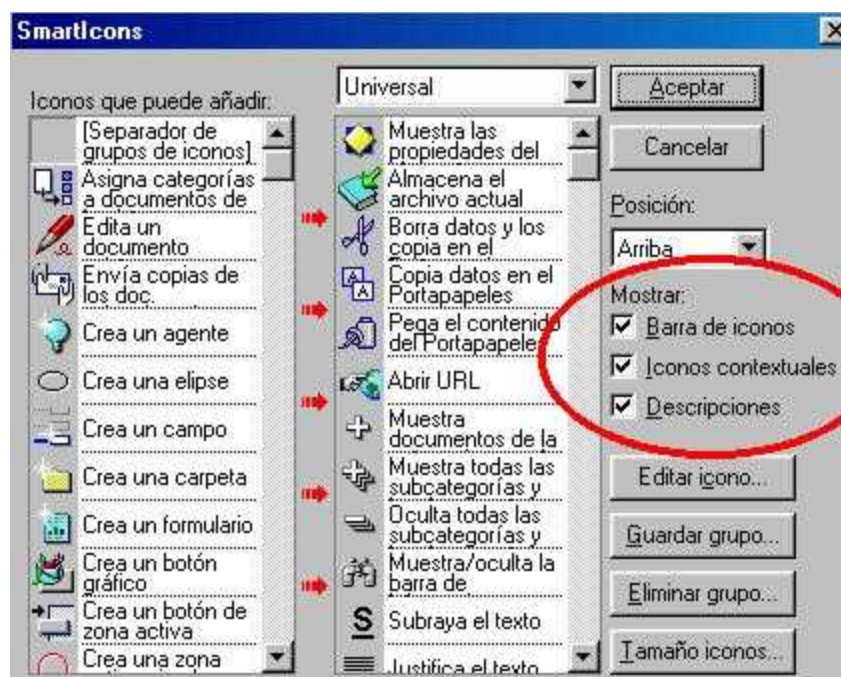 SmartIcons
Iconos que puede añadir:
[Separador de
grupos de iconos]
Asigna categorías
a documentos de
Edita un
documento
Envía copias de
los doc.
Crea un agente
Crea una elipse
Crea un campo
Crea una carpeta
Crea un formulario
Crea un botón
gráfico
Crea un botón de
zona activa
Crea una zona
Universal
Muestra las
propiedades del
Almacena el
archivo actual
Borra datos y los
copia en el
Copia datos en el
Portapapeles
Pega el contenido
del Portapapeles
Abrir URL
Muestra
documentos de la
Muestra todas las
subcategorías y
Oculta todas las
subcategorías y
Muestra/oculta la
barra de
S Subraya el texto
Justifica el texto
Aceptar
Cancelar
Posición:
Arriba
Mostrar:
Barra de iconos
Iconos contextuales
Descripciones
Editar icono...
Guardar grupo...
Eliminar grupo...
Tamaño iconos...